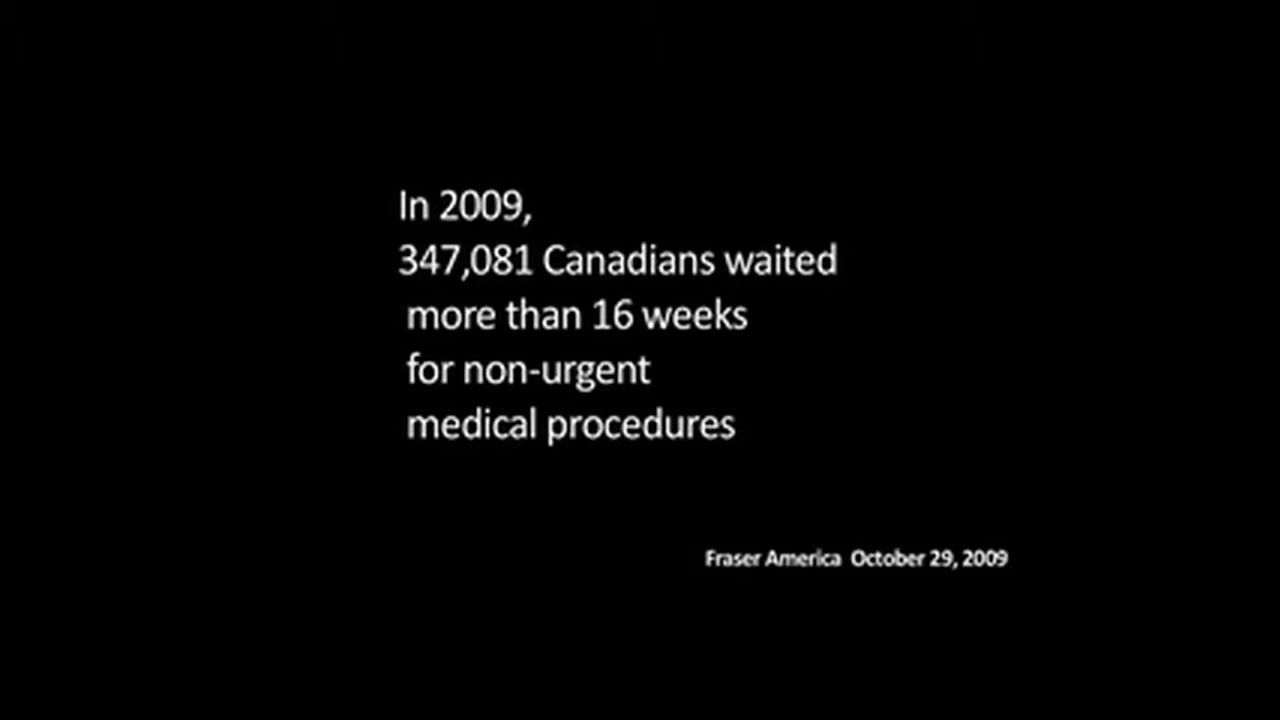 In 2009,
347,081 Canadians waited
more than 16 weeks
for non-urgent
medical procedures
Fraser America October 29, 2009